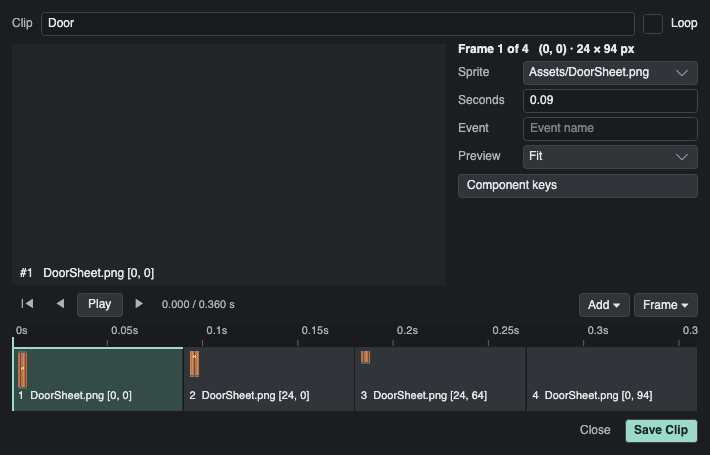 Clip Door Loop
Frame 1 of 4 (0, 0) · 24 × 94 px
Sprite Assets/DoorSheet.png
Seconds 0.09
Event Event name
Preview Fit
Component keys
#1 DoorSheet.png [0, 0]
Play 0.000 / 0.360 s Add Frame
0s 0.05s 0.1s 0.15s 0.2s 0.25s 0.3s 0.3
1 DoorSheet.png [0, 0] 2 DoorSheet.png [24, 0] 3 DoorSheet.png [24, 64] 4 DoorSheet.png [0, 94]
Close Save Clip